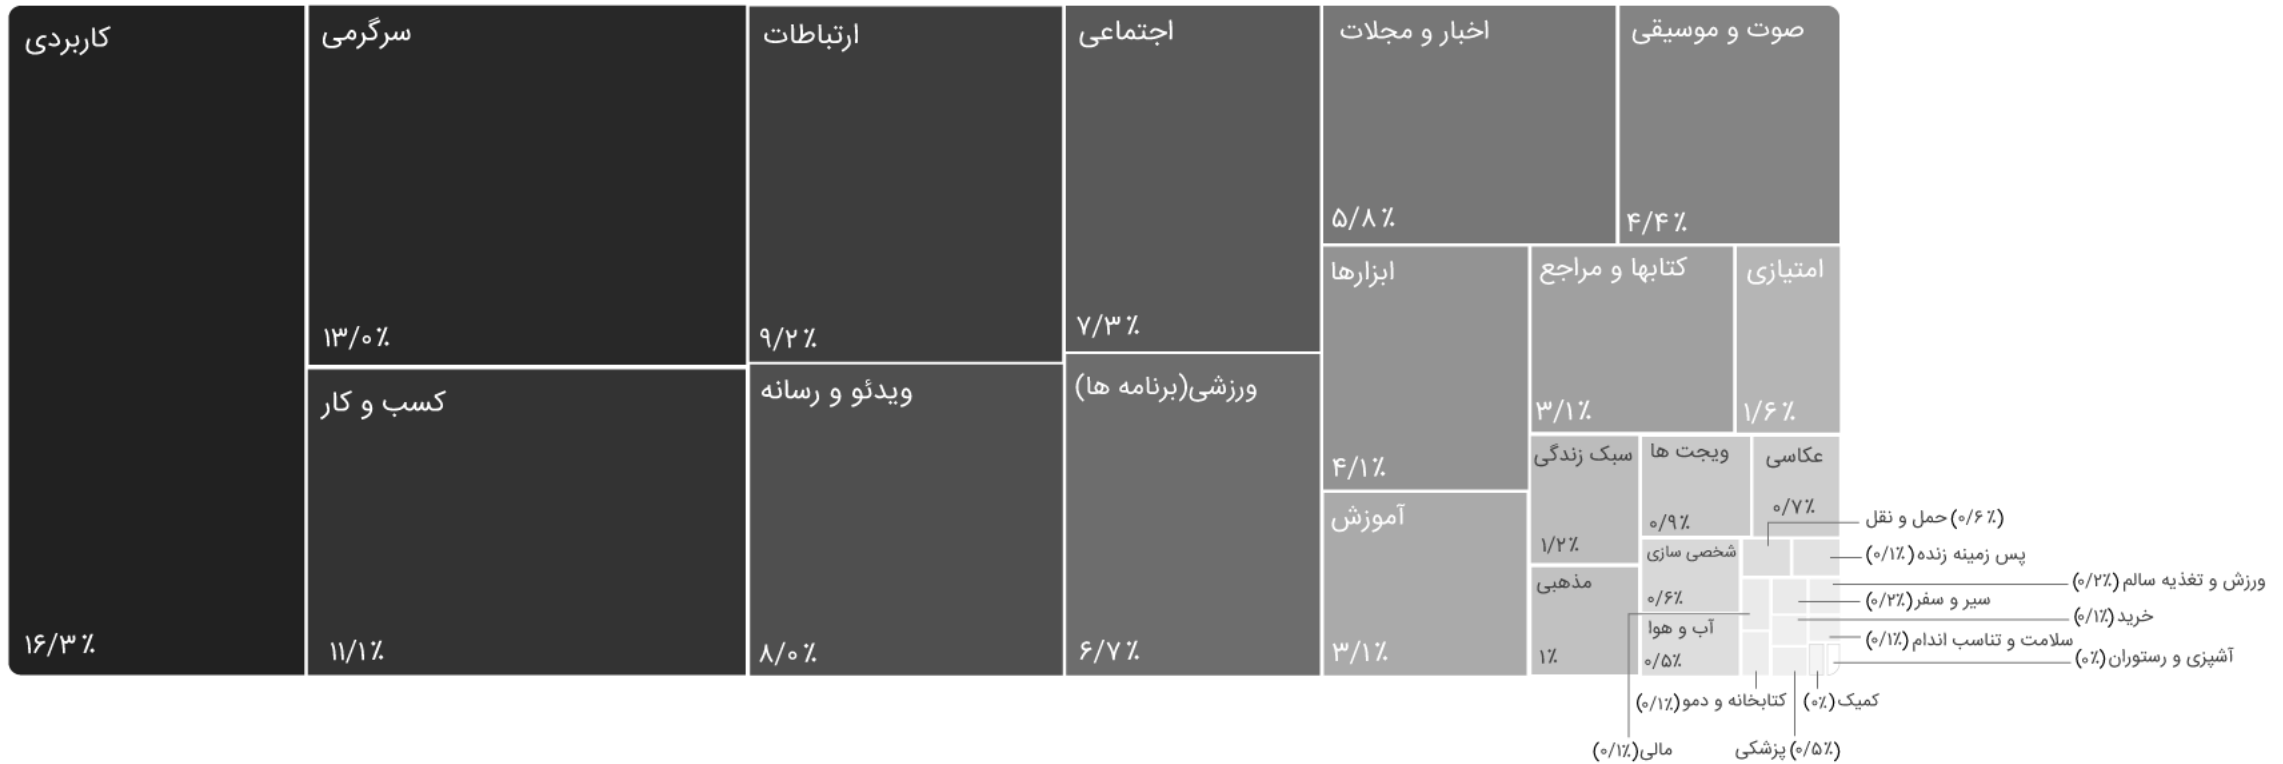 کاربردی
۱۶/۳٪
سرگرمی
۱۳/۰٪
کسب و کار
۱۱/۱٪
ارتباطات
۹/۲٪
ویدئو و رسانه
۸/۰٪
اجتماعی
۷/۳٪
ورزشی(برنامه ها)
۶/۷٪
اخبار و مجلات
۵/۸٪
صوت و موسیقی
۴/۴٪
ابزارها
۴/۱٪
آموزش
۳/۱٪
کتابها و مراجع
۳/۱٪
امتیازی
۱/۶٪
سبک زندگی
۱/۲٪
مذهبی
۱٪
ویجت ها
۰/۹٪
عکاسی
۰/۷٪
شخصی سازی
۰/۶٪
آب و هوا
۰/۵٪
حمل و نقل (۰/۶٪)
پس زمینه زنده (۰/۱٪)
ورزش و تغذیه سالم (۰/۲٪)
سیر و سفر (۰/۲٪)
خرید (۰/۱٪)
سلامت و تناسب اندام (۰/۱٪)
آشپزی و رستوران (۰٪)
کمیک (۰٪)
کتابخانه و دمو (۰/۱٪)
پزشکی (۰/۵٪)
مالی (۰/۱٪)